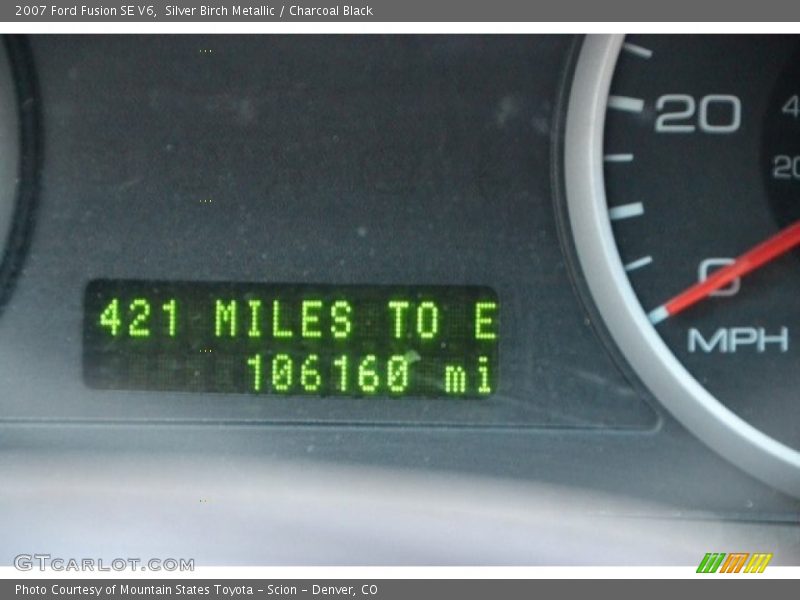 2007 Ford Fusion SE V6,  Silver Birch Metallic / Charcoal Black
20
4
20
0
MPH
421 MILES TO E
106160 mi
GTCARLOT.COM
Photo Courtesy of Mountain States Toyota – Scion – Denver, CO